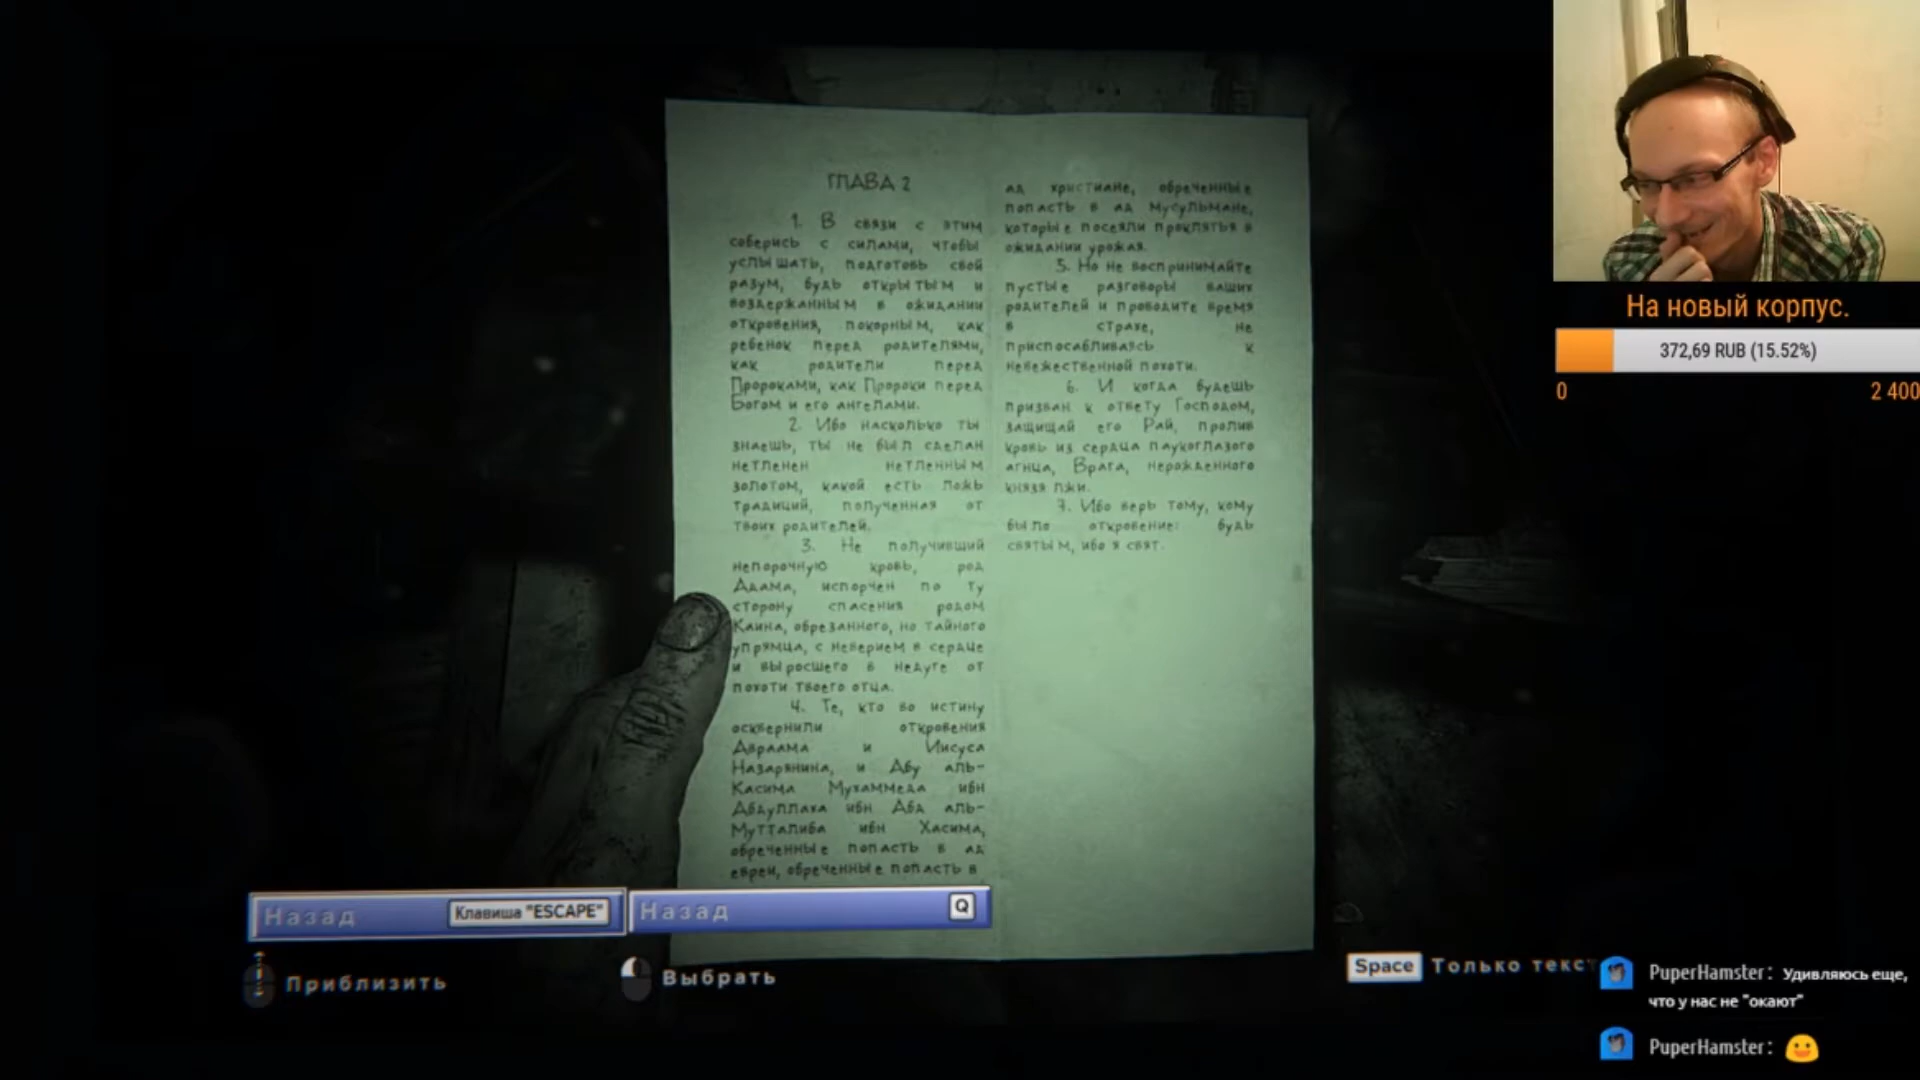 ГЛАВА 2
1. В связи с этим
соберись с силами, чтобы
услышать, подготовь свой
разум, будь открытым и
воздержанным в ожидании
откровения, покорным, как
ребенок перед родителями,
как родители перед
Пророками, как Пророки перед
Богом и его ангелами.
2. Ибо насколько ты
знаешь, ты не был сделан
нетленен нетленным
золотом, какой есть ложь
традиций, полученная от
твоих родителей.
3. Не получивший
непорочную кровь, род
Адама, испорчен по ту
сторону спасения родом
Каина, обрезанного, но тайного
упрямца, с неверием в сердце
и выросшего в недуге от
похоти твоего отца.
4. Те, кто во истину
осквернили откровения
Авраама и Иисуса
Назарянина, и Абу аль-
Касима Мухаммеда ибн
Абдуллаха ибн Абд аль-
Мутталиба ибн Хасима,
обреченные попасть в ад
евреи, обреченные попасть в
ад христиане, обреченные
попасть в ад мусульмане,
которые посеяли проклятья в
ожидании урожая.
5. Но не воспринимайте
пустые разговоры ваших
родителей и проводите время
в страхе, не
приспосабливаясь к
невежественной похоти.
6. И когда будешь
призван к ответу Господом,
защищай его Рай, пролив
кровь из сердца паукоглазого
агнца, Врага, нерожденного
князя лжи.
7. Ибо верь тому, кому
было откровение: будь
святым, ибо я свят.
Назад Клавиша "ESCAPE" Назад Q
Приблизить Выбрать
Space Только текст
На новый корпус.
372,69 RUB (15.52%)
0 2 400
PuperHamster: Удивляюсь еще,
что у нас не "окают"
PuperHamster: